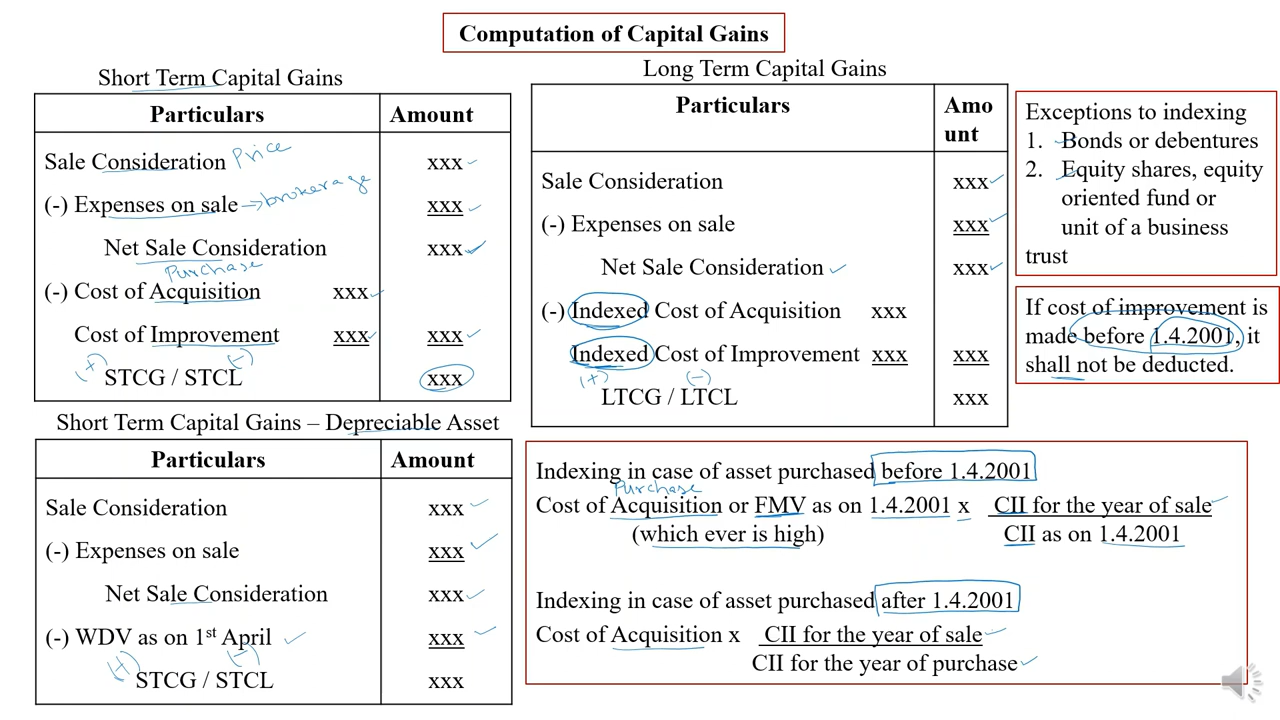 Computation of Capital Gains
Short Term Capital Gains
Particulars Amount
Sale Consideration Price xxx
(-) Expenses on sale → brokerage xxx
Net Sale Consideration xxx
Purchase
(-) Cost of Acquisition xxx
Cost of Improvement xxx xxx
(+) (-)
STCG / STCL xxx
Short Term Capital Gains – Depreciable Asset
Particulars Amount
Sale Consideration xxx
(-) Expenses on sale xxx
Net Sale Consideration xxx
(-) WDV as on 1st April xxx
(+) (-)
STCG / STCL xxx
Long Term Capital Gains
Particulars Amo
unt
Sale Consideration xxx
(-) Expenses on sale xxx
Net Sale Consideration xxx
(-) Indexed Cost of Acquisition xxx
Indexed Cost of Improvement xxx xxx
(+) (-)
LTCG / LTCL xxx
Exceptions to indexing
1. Bonds or debentures
2. Equity shares, equity
oriented fund or
unit of a business
trust
If cost of improvement is
made before 1.4.2001, it
shall not be deducted.
Indexing in case of asset purchased before 1.4.2001
Purchase
Cost of Acquisition or FMV as on 1.4.2001 x CII for the year of sale
(which ever is high) CII as on 1.4.2001
Indexing in case of asset purchased after 1.4.2001
Cost of Acquisition x CII for the year of sale
CII for the year of purchase